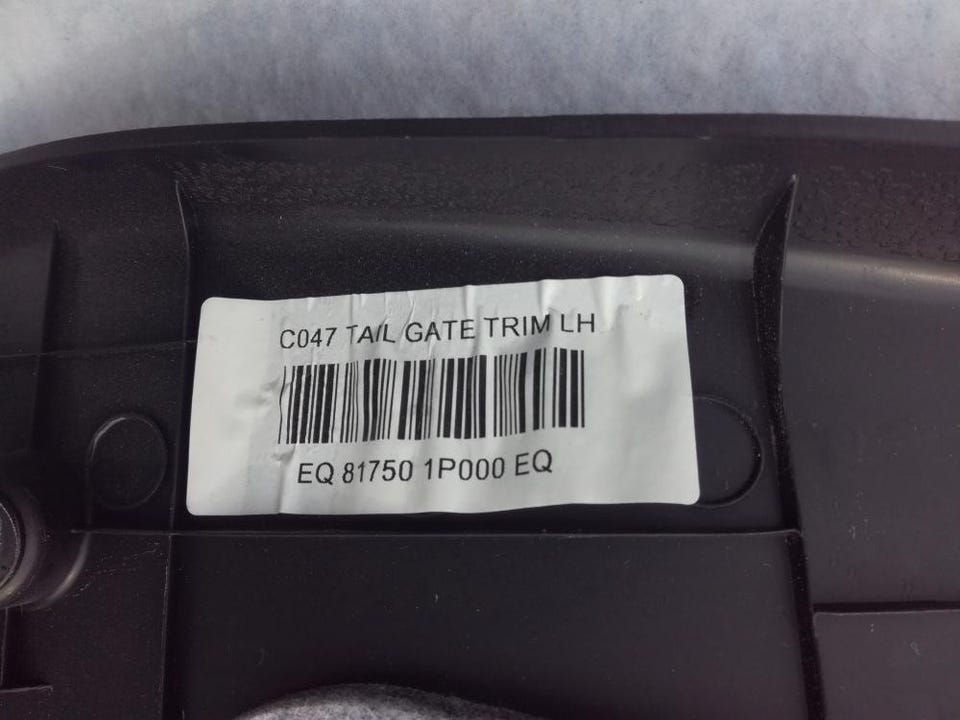 C047 TAIL GATE TRIM LH
EQ 81750 1P000 EQ